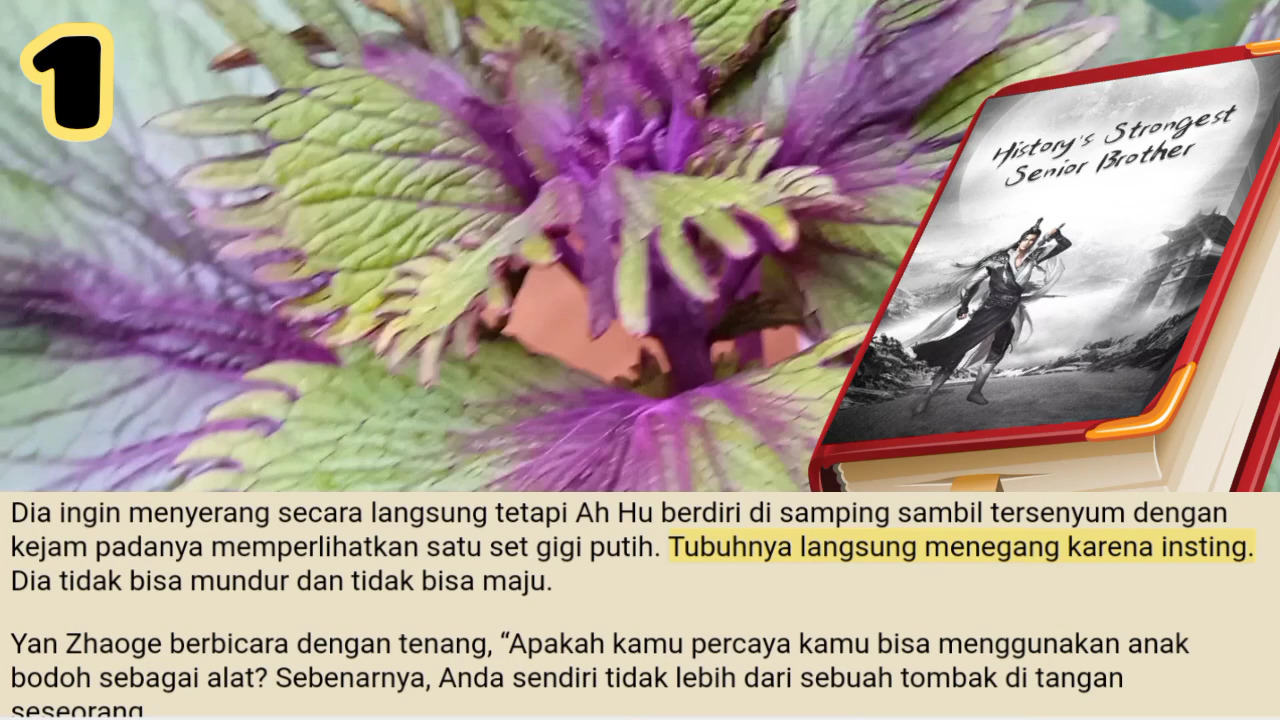 1
History's Strongest
Senior Brother
Dia ingin menyerang secara langsung tetapi Ah Hu berdiri di samping sambil tersenyum dengan
kejam padanya memperlihatkan satu set gigi putih. Tubuhnya langsung menegang karena insting.
Dia tidak bisa mundur dan tidak bisa maju.
Yan Zhaoge berbicara dengan tenang, “Apakah kamu percaya kamu bisa menggunakan anak
bodoh sebagai alat? Sebenarnya, Anda sendiri tidak lebih dari sebuah tombak di tangan
seseorang